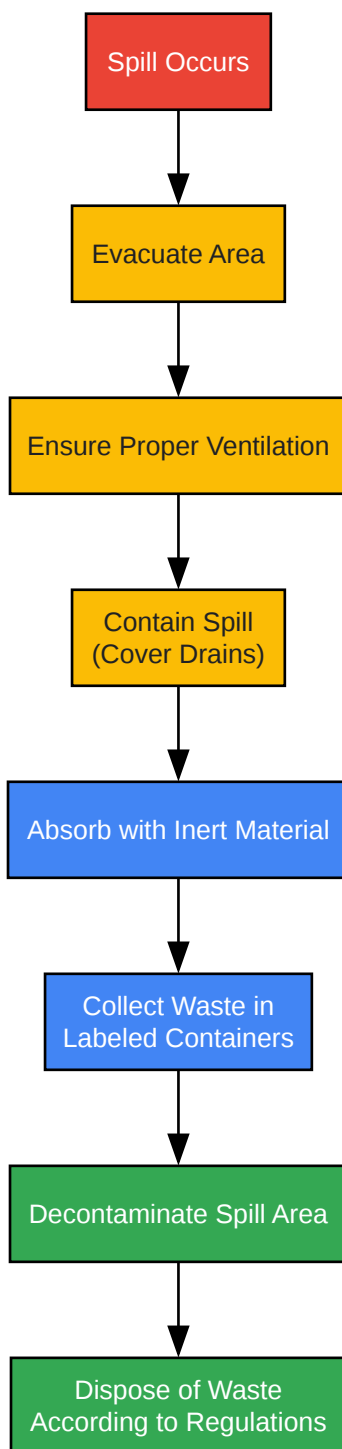 Spill Occurs
Evacuate Area
Ensure Proper Ventilation
Contain Spill
(Cover Drains)
Absorb with Inert Material
Collect Waste in
Labeled Containers
Decontaminate Spill Area
Dispose of Waste
According to Regulations